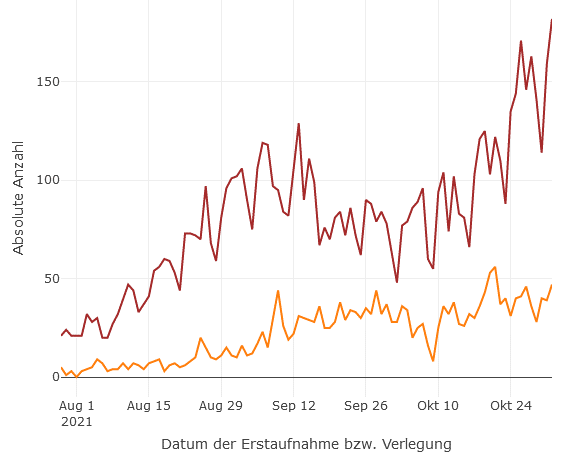 150
100
50
0
Absolute Anzahl
Aug 1 Aug 15 Aug 29 Sep 12 Sep 26 Okt 10 Okt 24
2021
Datum der Erstaufnahme bzw. Verlegung